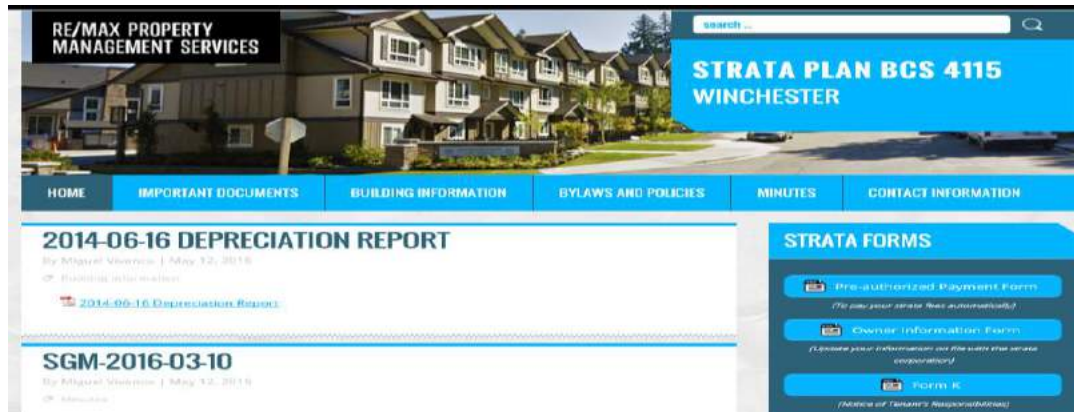 RE/MAX PROPERTY
MANAGEMENT SERVICES
search ...
STRATA PLAN BCS 4115
WINCHESTER
HOME IMPORTANT DOCUMENTS BUILDING INFORMATION BYLAWS AND POLICIES MINUTES CONTACT INFORMATION
2014-06-16 DEPRECIATION REPORT
By Miguel Vivanco | May 12, 2016
Building Information
2014-06-16 Depreciation Report
SGM-2016-03-10
By Miguel Vivanco | May 12, 2016
Minutes
STRATA FORMS
Pre-authorized Payment Form
(To pay your strata fees automatically)
Owner Information Form
(Update your information on file with the strata
corporation)
Form K
(Notice of Tenant's Responsibilities)